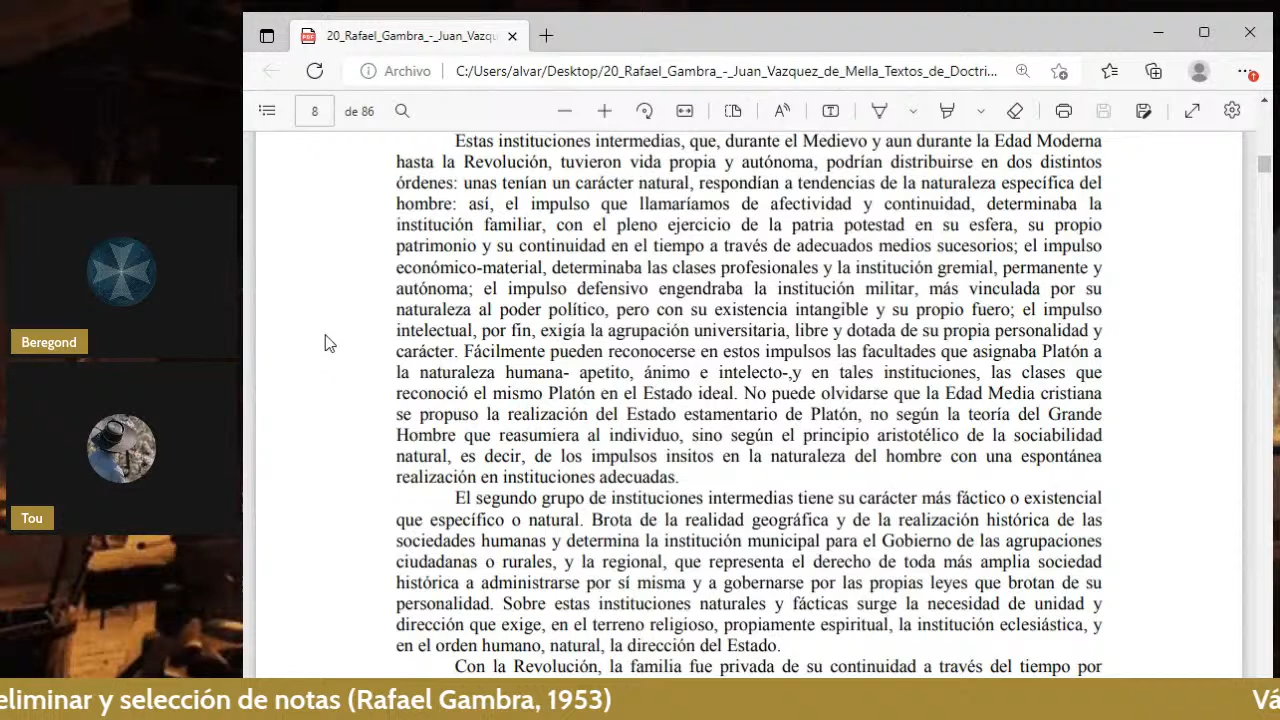 20_Rafael_Gambra_-_Juan_Vazqu
Archivo
C:/Users/alvar/Desktop/20_Rafael_Gambra_-_Juan_Vazquez_de_Mella_Textos_de_Doctri...
8
de 86
Estas instituciones intermedias, que, durante el Medievo y aun durante la Edad Moderna
hasta la Revolución, tuvieron vida propia y autónoma, podrían distribuirse en dos distintos
órdenes: unas tenían un carácter natural, respondían a tendencias de la naturaleza específica del
hombre: así, el impulso que llamaríamos de afectividad y continuidad, determinaba la
institución familiar, con el pleno ejercicio de la patria potestad en su esfera, su propio
patrimonio y su continuidad en el tiempo a través de adecuados medios sucesorios; el impulso
económico-material, determinaba las clases profesionales y la institución gremial, permanente y
autónoma; el impulso defensivo engendraba la institución militar, más vinculada por su
naturaleza al poder político, pero con su existencia intangible y su propio fuero; el impulso
intelectual, por fin, exigía la agrupación universitaria, libre y dotada de su propia personalidad y
carácter. Fácilmente pueden reconocerse en estos impulsos las facultades que asignaba Platón a
la naturaleza humana- apetito, ánimo e intelecto-,y en tales instituciones, las clases que
reconoció el mismo Platón en el Estado ideal. No puede olvidarse que la Edad Media cristiana
se propuso la realización del Estado estamentario de Platón, no según la teoría del Grande
Hombre que reasumiera al individuo, sino según el principio aristotélico de la sociabilidad
natural, es decir, de los impulsos insitos en la naturaleza del hombre con una espontánea
realización en instituciones adecuadas.
El segundo grupo de instituciones intermedias tiene su carácter más fáctico o existencial
que específico o natural. Brota de la realidad geográfica y de la realización histórica de las
sociedades humanas y determina la institución municipal para el Gobierno de las agrupaciones
ciudadanas o rurales, y la regional, que representa el derecho de toda más amplia sociedad
histórica a administrarse por sí misma y a gobernarse por las propias leyes que brotan de su
personalidad. Sobre estas instituciones naturales y fácticas surge la necesidad de unidad y
dirección que exige, en el terreno religioso, propiamente espiritual, la institución eclesiástica, y
en el orden humano, natural, la dirección del Estado.
Con la Revolución, la familia fue privada de su continuidad a través del tiempo por
Beregond
Tou
eliminar y selección de notas (Rafael Gambra, 1953)
Vá